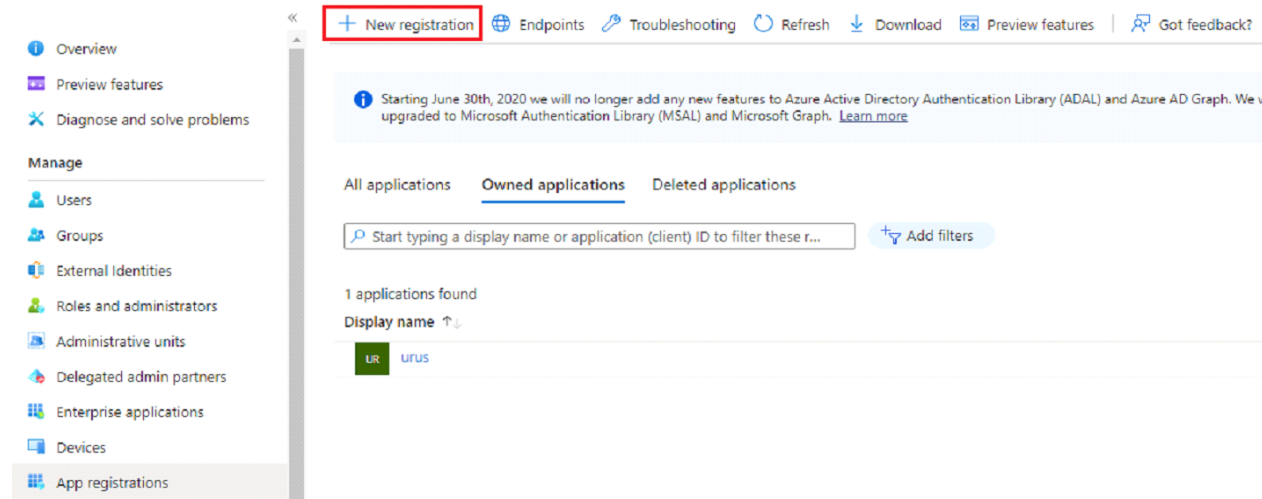 «
New registration
Endpoints
Troubleshooting
Refresh
Download
Preview features
Got feedback?
Overview
Preview features
Diagnose and solve problems
Manage
Users
Groups
External Identities
Roles and administrators
Administrative units
Delegated admin partners
Enterprise applications
Devices
App registrations
Starting June 30th, 2020 we will no longer add any new features to Azure Active Directory Authentication Library (ADAL) and Azure AD Graph. We
upgraded to Microsoft Authentication Library (MSAL) and Microsoft Graph. Learn more
All applications
Owned applications
Deleted applications
Start typing a display name or application (client) ID to filter these r...
Add filters
1 applications found
Display name ↑↓
UR
urus